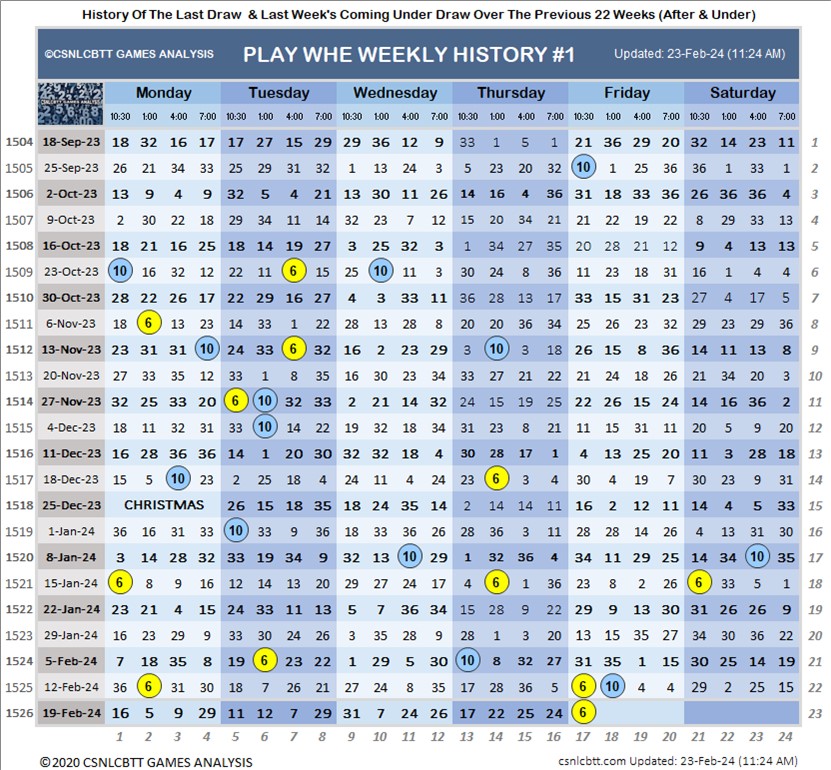 History Of The Last Draw & Last Week's Coming Under Draw Over The Previous 22 Weeks (After & Under)
©CSNLCBTT GAMES ANALYSIS PLAY WHE WEEKLY HISTORY #1 Updated: 23-Feb-24 (11:24 AM)
CSNLCBTT GAMES ANALYSIS
Monday Tuesday Wednesday Thursday Friday Saturday
10:30 1:00 4:00 7:00 10:30 1:00 4:00 7:00 10:30 1:00 4:00 7:00 10:30 1:00 4:00 7:00 10:30 1:00 4:00 7:00 10:30 1:00 4:00 7:00
1504 18-Sep-23 18 32 16 17 17 27 15 29 29 36 12 9 33 1 5 1 21 36 29 20 32 14 23 11 1
1505 25-Sep-23 26 21 34 33 25 29 31 32 1 13 24 3 5 23 20 32 10 1 25 36 36 1 33 1 2
1506 2-Oct-23 13 9 4 9 32 5 4 21 13 30 11 26 14 16 4 36 31 18 33 36 26 36 36 4 3
1507 9-Oct-23 2 30 22 18 29 34 11 14 32 23 7 12 15 20 34 21 21 22 19 22 8 29 33 13 4
1508 16-Oct-23 18 21 16 25 18 14 19 27 3 25 32 3 1 34 27 35 20 28 21 12 9 4 13 13 5
1509 23-Oct-23 10 16 32 12 22 11 6 15 25 10 11 3 30 24 8 36 11 23 18 31 16 1 4 4 6
1510 30-Oct-23 28 22 26 17 22 29 16 27 4 3 33 11 36 28 13 17 33 15 31 23 27 4 17 5 7
1511 6-Nov-23 18 6 13 23 14 33 1 22 28 13 28 8 20 20 36 34 25 8 23 32 29 23 29 36 8
1512 13-Nov-23 23 31 31 10 24 33 6 32 16 2 23 29 3 10 3 18 26 15 8 36 14 11 13 8 9
1513 20-Nov-23 27 33 35 12 33 1 8 35 16 30 23 34 33 27 21 22 21 24 18 26 21 34 20 3 10
1514 27-Nov-23 32 25 33 20 6 10 32 33 2 21 14 32 24 15 19 25 22 26 15 24 14 16 36 2 11
1515 4-Dec-23 18 11 32 31 33 10 14 22 19 32 18 34 31 23 8 21 11 15 31 11 20 5 9 20 12
1516 11-Dec-23 16 28 36 36 14 1 20 30 32 32 18 4 30 28 17 1 4 13 25 20 11 3 28 18 13
1517 18-Dec-23 15 5 10 23 2 25 18 35 24 11 4 24 23 6 3 14 30 4 19 7 30 23 9 31 14
1518 25-Dec-23 CHRISTMAS 26 15 18 5 18 24 35 14 2 14 14 11 16 2 12 11 14 4 5 33 15
1519 1-Jan-24 36 16 31 33 10 33 9 36 18 33 36 26 28 36 3 11 28 28 14 26 4 13 31 30 16
1520 8-Jan-24 3 14 28 32 33 19 34 9 32 13 10 29 1 32 36 4 34 11 29 25 14 34 10 35 17
1521 15-Jan-24 6 8 9 16 12 14 13 20 29 27 24 17 4 6 1 36 23 8 2 26 6 33 5 1 18
1522 22-Jan-24 23 21 4 15 24 33 11 13 5 7 36 34 15 28 9 22 29 9 13 30 31 26 26 9 19
1523 29-Jan-24 16 23 29 9 33 30 24 26 3 35 28 9 28 1 3 20 13 15 35 27 34 30 36 22 20
1524 5-Feb-24 7 18 35 8 19 6 23 22 1 29 5 30 10 8 32 27 31 35 1 15 30 25 14 19 21
1525 12-Feb-24 36 6 31 30 18 7 26 21 27 24 8 35 17 28 36 5 6 10 4 4 29 2 25 15 22
1526 19-Feb-24 16 5 9 29 11 12 7 29 31 7 24 26 17 22 25 24 6 23
1 2 3 4 5 6 7 8 9 10 11 12 13 14 15 16 17 18 19 20 21 22 23 24
©2020 CSNLCBTT GAMES ANALYSIS csnlcbtt.com Updated: 23-Feb-24 (11:24 AM)